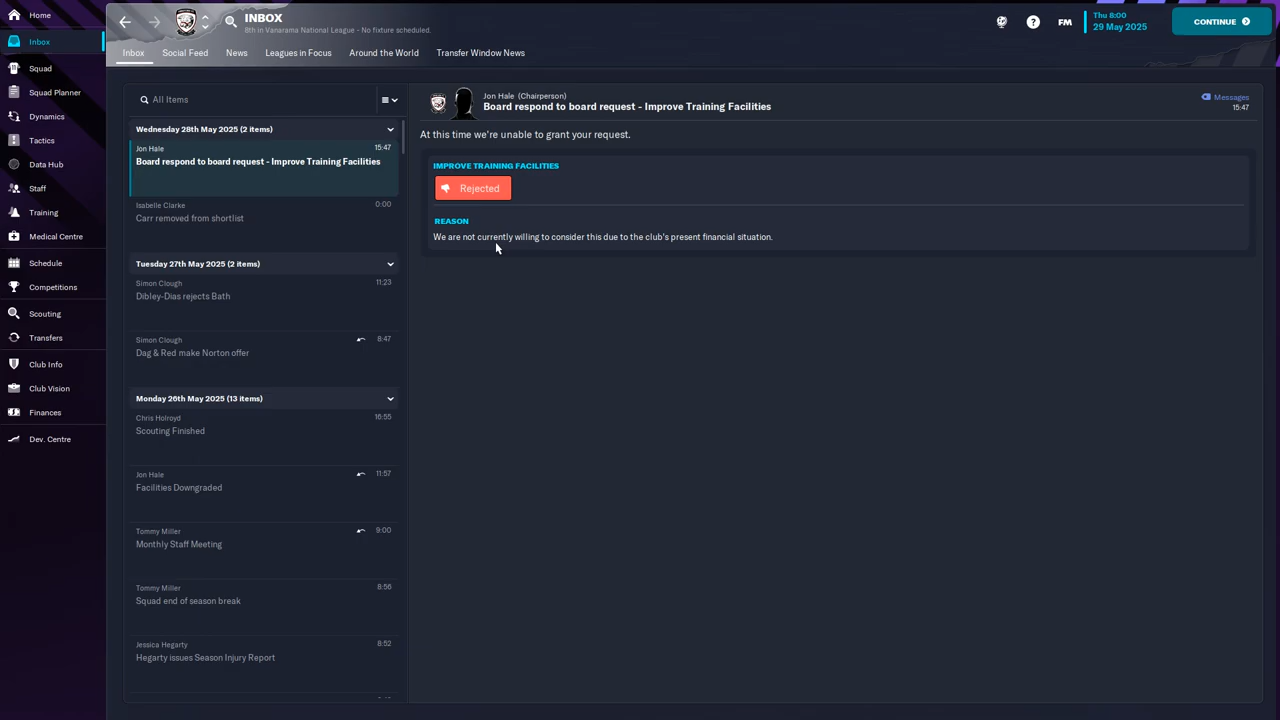 Home
Inbox
Squad
Squad Planner
Dynamics
Tactics
Data Hub
Staff
Training
Medical Centre
Schedule
Competitions
Scouting
Transfers
Club Info
Club Vision
Finances
Dev. Centre
INBOX
8th in Vanarama National League - No fixture scheduled.
FM
Thu 8:00
29 May 2025
CONTINUE
Inbox
Social Feed
News
Leagues in Focus
Around the World
Transfer Window News
All Items
Wednesday 28th May 2025 (2 items)
Jon Hale 15:47
Board respond to board request - Improve Training Facilities
Isabelle Clarke 0:00
Carr removed from shortlist
Tuesday 27th May 2025 (2 items)
Simon Clough 11:23
Dibley-Dias rejects Bath
Simon Clough 8:47
Dag & Red make Norton offer
Monday 26th May 2025 (13 items)
Chris Holroyd 16:55
Scouting Finished
Jon Hale 11:57
Facilities Downgraded
Tommy Miller 9:00
Monthly Staff Meeting
Tommy Miller 8:56
Squad end of season break
Jessica Hegarty 8:52
Hegarty issues Season Injury Report
Jon Hale (Chairperson)
Board respond to board request - Improve Training Facilities
Messages
15:47
At this time we're unable to grant your request.
IMPROVE TRAINING FACILITIES
Rejected
REASON
We are not currently willing to consider this due to the club's present financial situation.